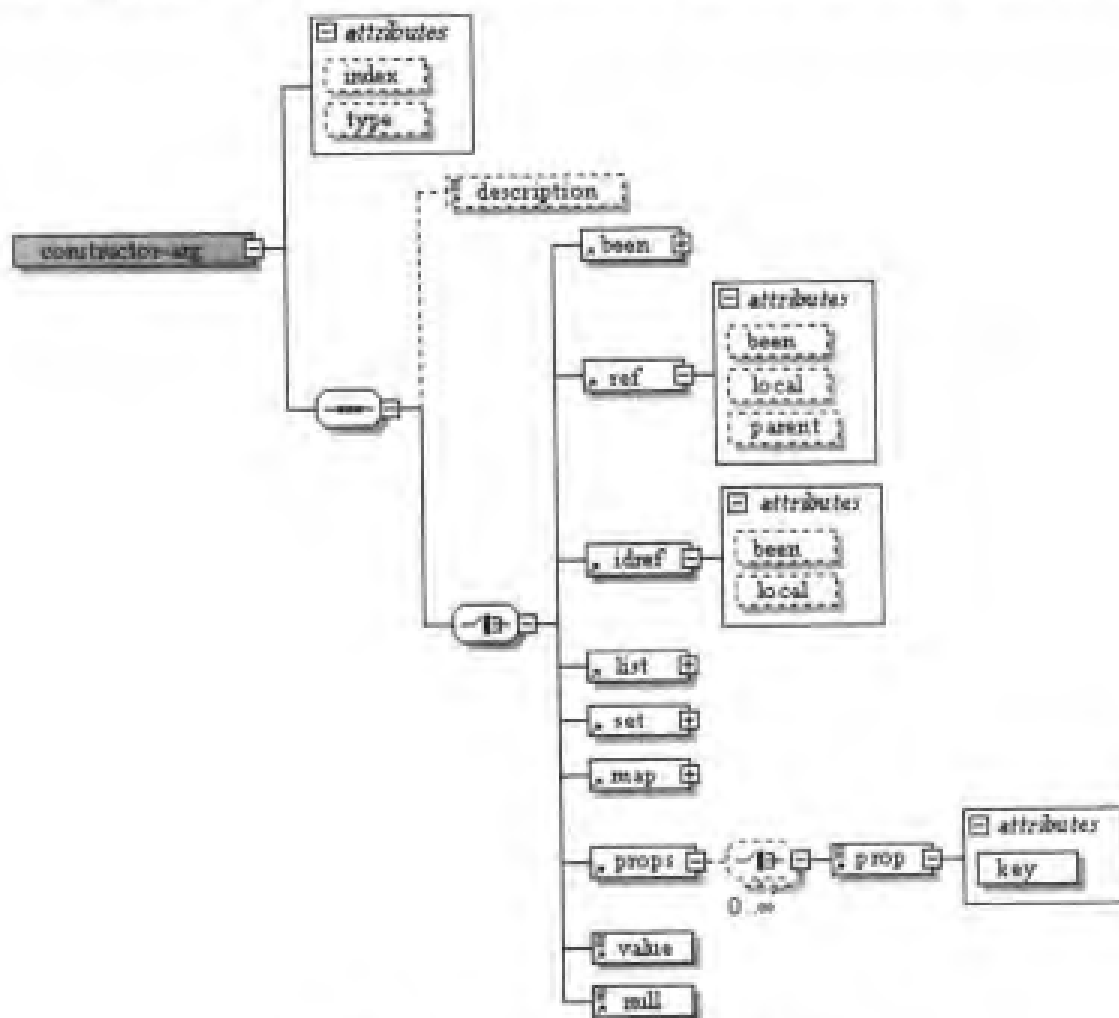 attributes
index
type
description
constructor-arg
been
attributes
been
ref
local
parent
attributes
been
idref
local
list
set
map
attributes
props
prop
key
0..∞
value
null